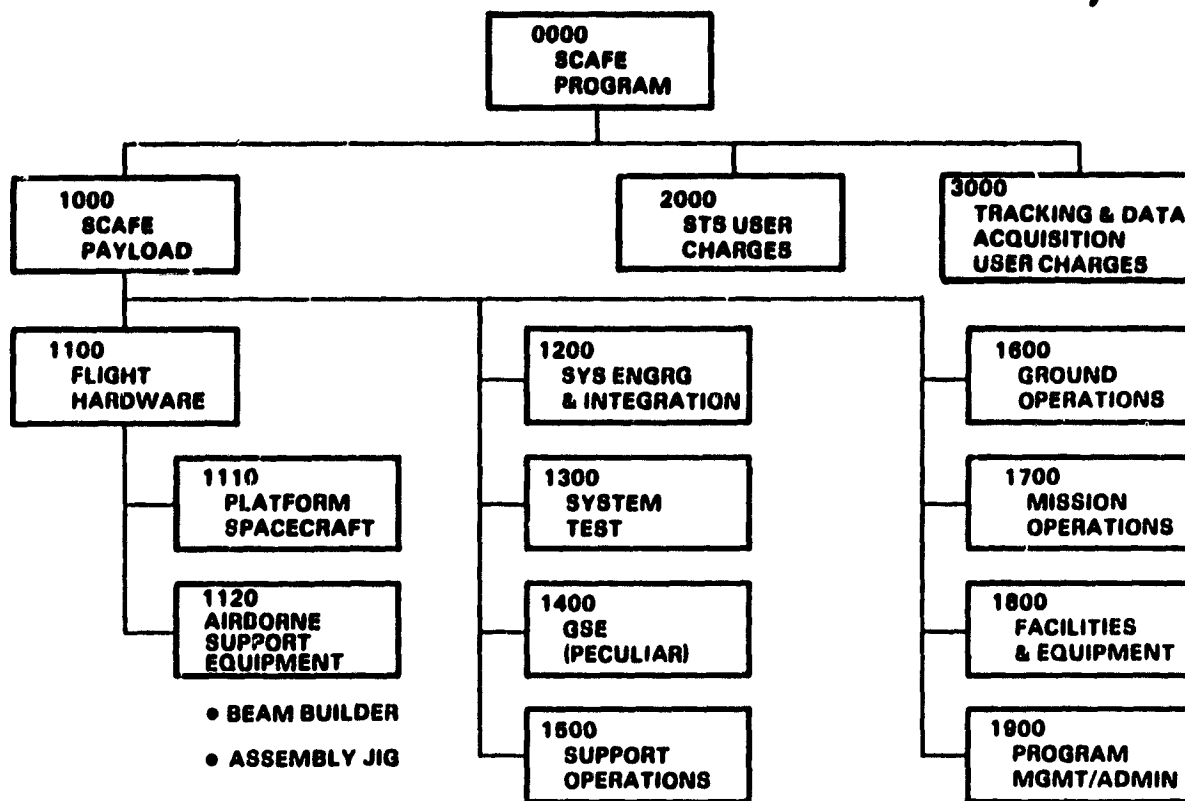 0000
SCAFE
PROGRAM
1000
SCAFE
PAYLOAD
2000
STS USER
CHARGES
3000
TRACKING & DATA
ACQUISITION
USER CHARGES
1100
FLIGHT
HARDWARE
1110
PLATFORM
SPACECRAFT
1120
AIRBORNE
SUPPORT
EQUIPMENT
• BEAM BUILDER
• ASSEMBLY JIG
1200
SYS ENGRG
& INTEGRATION
1300
SYSTEM
TEST
1400
GSE
(PECULIAR)
1500
SUPPORT
OPERATIONS
1600
GROUND
OPERATIONS
1700
MISSION
OPERATIONS
1800
FACILITIES
& EQUIPMENT
1900
PROGRAM
MGMT/ADMIN